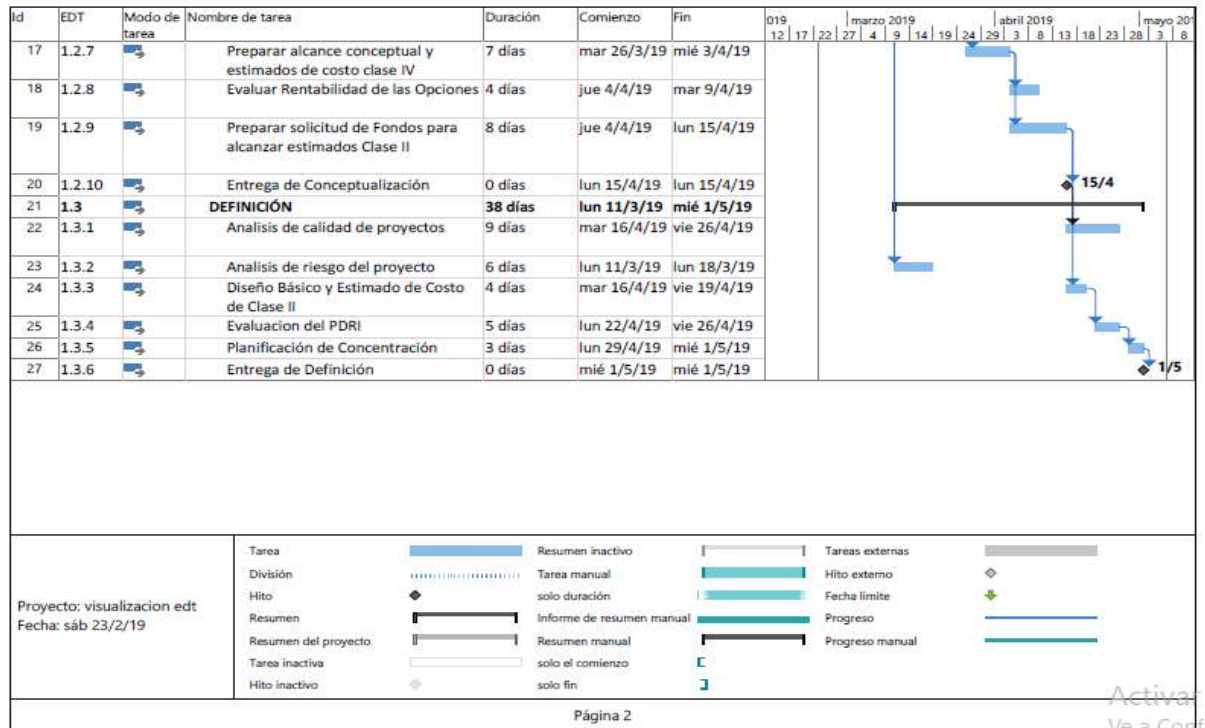 Id EDT Modo de tarea Nombre de tarea Duración Comienzo Fin
019 marzo 2019 abril 2019 mayo 201
12 17 22 27 4 9 14 19 24 29 3 8 13 18 23 28 3 8
17 1.2.7 Preparar alcance conceptual y estimados de costo clase IV 7 días mar 26/3/19 mié 3/4/19
18 1.2.8 Evaluar Rentabilidad de las Opciones 4 días jue 4/4/19 mar 9/4/19
19 1.2.9 Preparar solicitud de Fondos para alcanzar estimados Clase II 8 días jue 4/4/19 lun 15/4/19
20 1.2.10 Entrega de Conceptualización 0 días lun 15/4/19 lun 15/4/19 15/4
21 1.3 DEFINICIÓN 38 días lun 11/3/19 mié 1/5/19
22 1.3.1 Analisis de calidad de proyectos 9 días mar 16/4/19 vie 26/4/19
23 1.3.2 Analisis de riesgo del proyecto 6 días lun 11/3/19 lun 18/3/19
24 1.3.3 Diseño Básico y Estimado de Costo de Clase II 4 días mar 16/4/19 vie 19/4/19
25 1.3.4 Evaluacion del PDRI 5 días lun 22/4/19 vie 26/4/19
26 1.3.5 Planificación de Concentración 3 días lun 29/4/19 mié 1/5/19
27 1.3.6 Entrega de Definición 0 días mié 1/5/19 mié 1/5/19 1/5
Proyecto: visualizacion edt
Fecha: sáb 23/2/19
Tarea
División
Hito
Resumen
Resumen del proyecto
Tarea inactiva
Hito inactivo
Resumen inactivo
Tarea manual
solo duración
Informe de resumen manual
Resumen manual
solo el comienzo
solo fin
Tareas externas
Hito externo
Fecha límite
Progreso
Progreso manual
Página 2
Activar
Ve a Conf